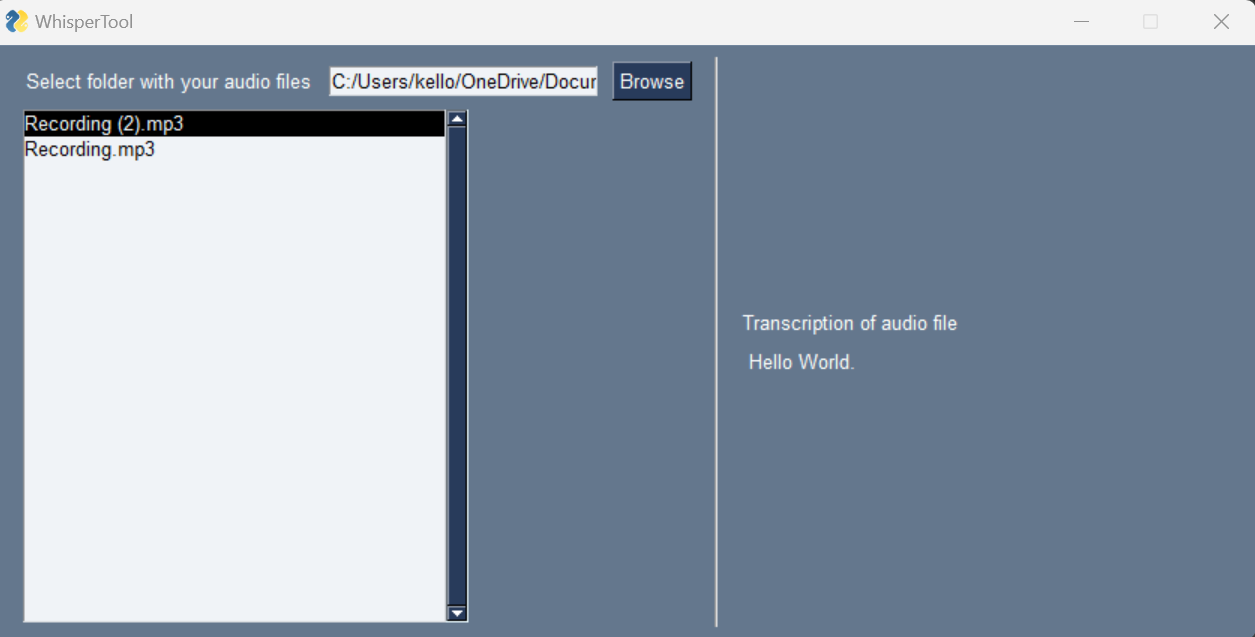 WhisperTool
Select folder with your audio files C:/Users/kello/OneDrive/Docur Browse
Recording (2).mp3
Recording.mp3
Transcription of audio file
Hello World.